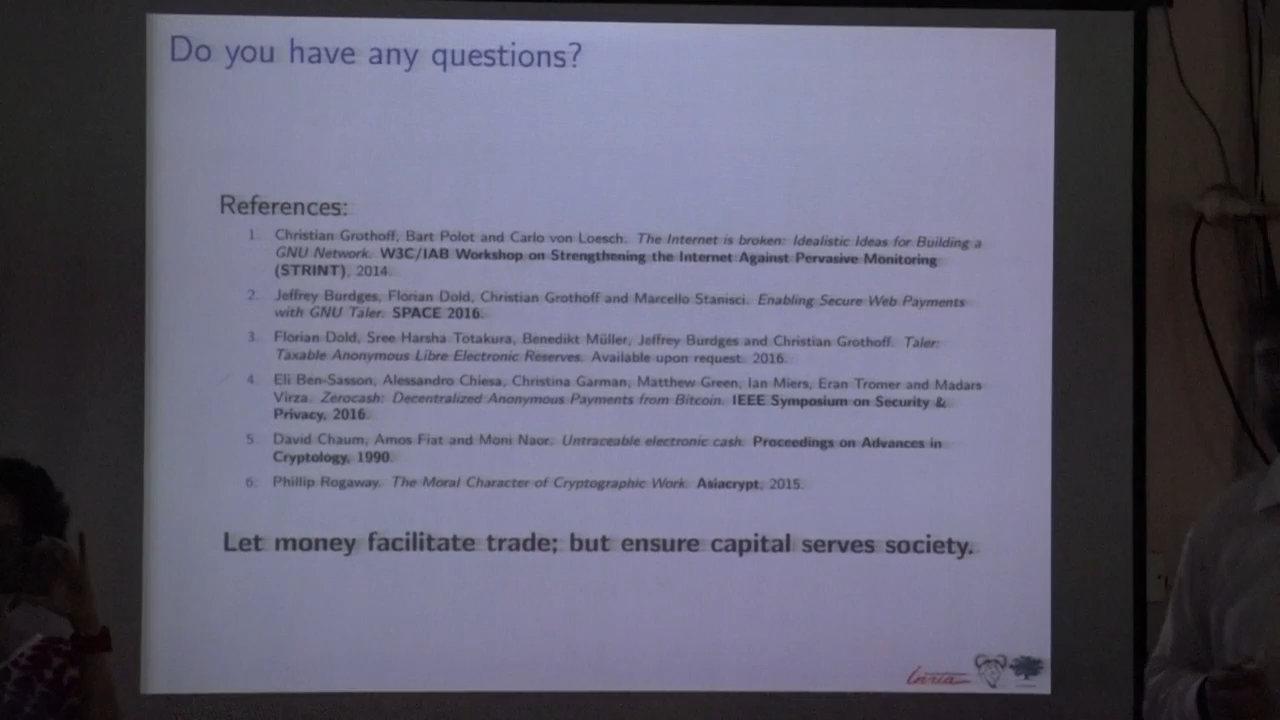 Do you have any questions?
References:
1. Christian Grothoff, Bart Polot and Carlo von Loesch. The Internet is broken: Idealistic Ideas for Building a
GNU Network. W3C/IAB Workshop on Strengthening the Internet Against Pervasive Monitoring
(STRINT), 2014.
2. Jeffrey Burdges, Florian Dold, Christian Grothoff and Marcello Stanisci. Enabling Secure Web Payments
with GNU Taler. SPACE 2016.
3. Florian Dold, Sree Harsha Totakura, Benedikt Müller, Jeffrey Burdges and Christian Grothoff. Taler:
Taxable Anonymous Libre Electronic Reserves. Available upon request. 2016.
4. Eli Ben-Sasson, Alessandro Chiesa, Christina Garman, Matthew Green, Ian Miers, Eran Tromer and Madars
Virza. Zerocash: Decentralized Anonymous Payments from Bitcoin. IEEE Symposium on Security &
Privacy, 2016.
5. David Chaum, Amos Fiat and Moni Naor. Untraceable electronic cash. Proceedings on Advances in
Cryptology, 1990.
6. Phillip Rogaway. The Moral Character of Cryptographic Work. Asiacrypt, 2015.
Let money facilitate trade; but ensure capital serves society.
Inria